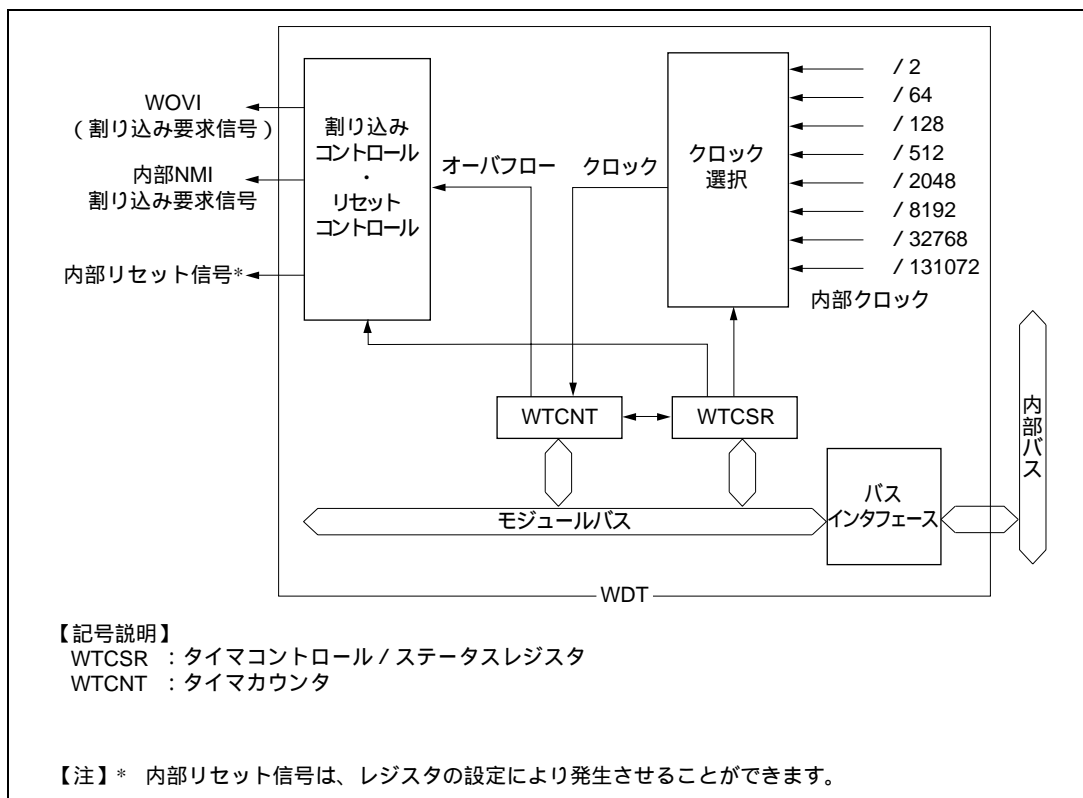 WOVI
（割り込み要求信号）
内部NMI
割り込み要求信号
内部リセット信号*
割り込み
コントロール
・
リセット
コントロール
オーバフロー
クロック
クロック
選択
/ 2
/ 64
/ 128
/ 512
/ 2048
/ 8192
/ 32768
/ 131072
内部クロック
WTCNT
WTCSR
モジュールバス
バス
インタフェース
内部バス
WDT
【記号説明】
WTCSR ：タイマコントロール / ステータスレジスタ
WTCNT ：タイマカウンタ
【注】* 内部リセット信号は、レジスタの設定により発生させることができます。